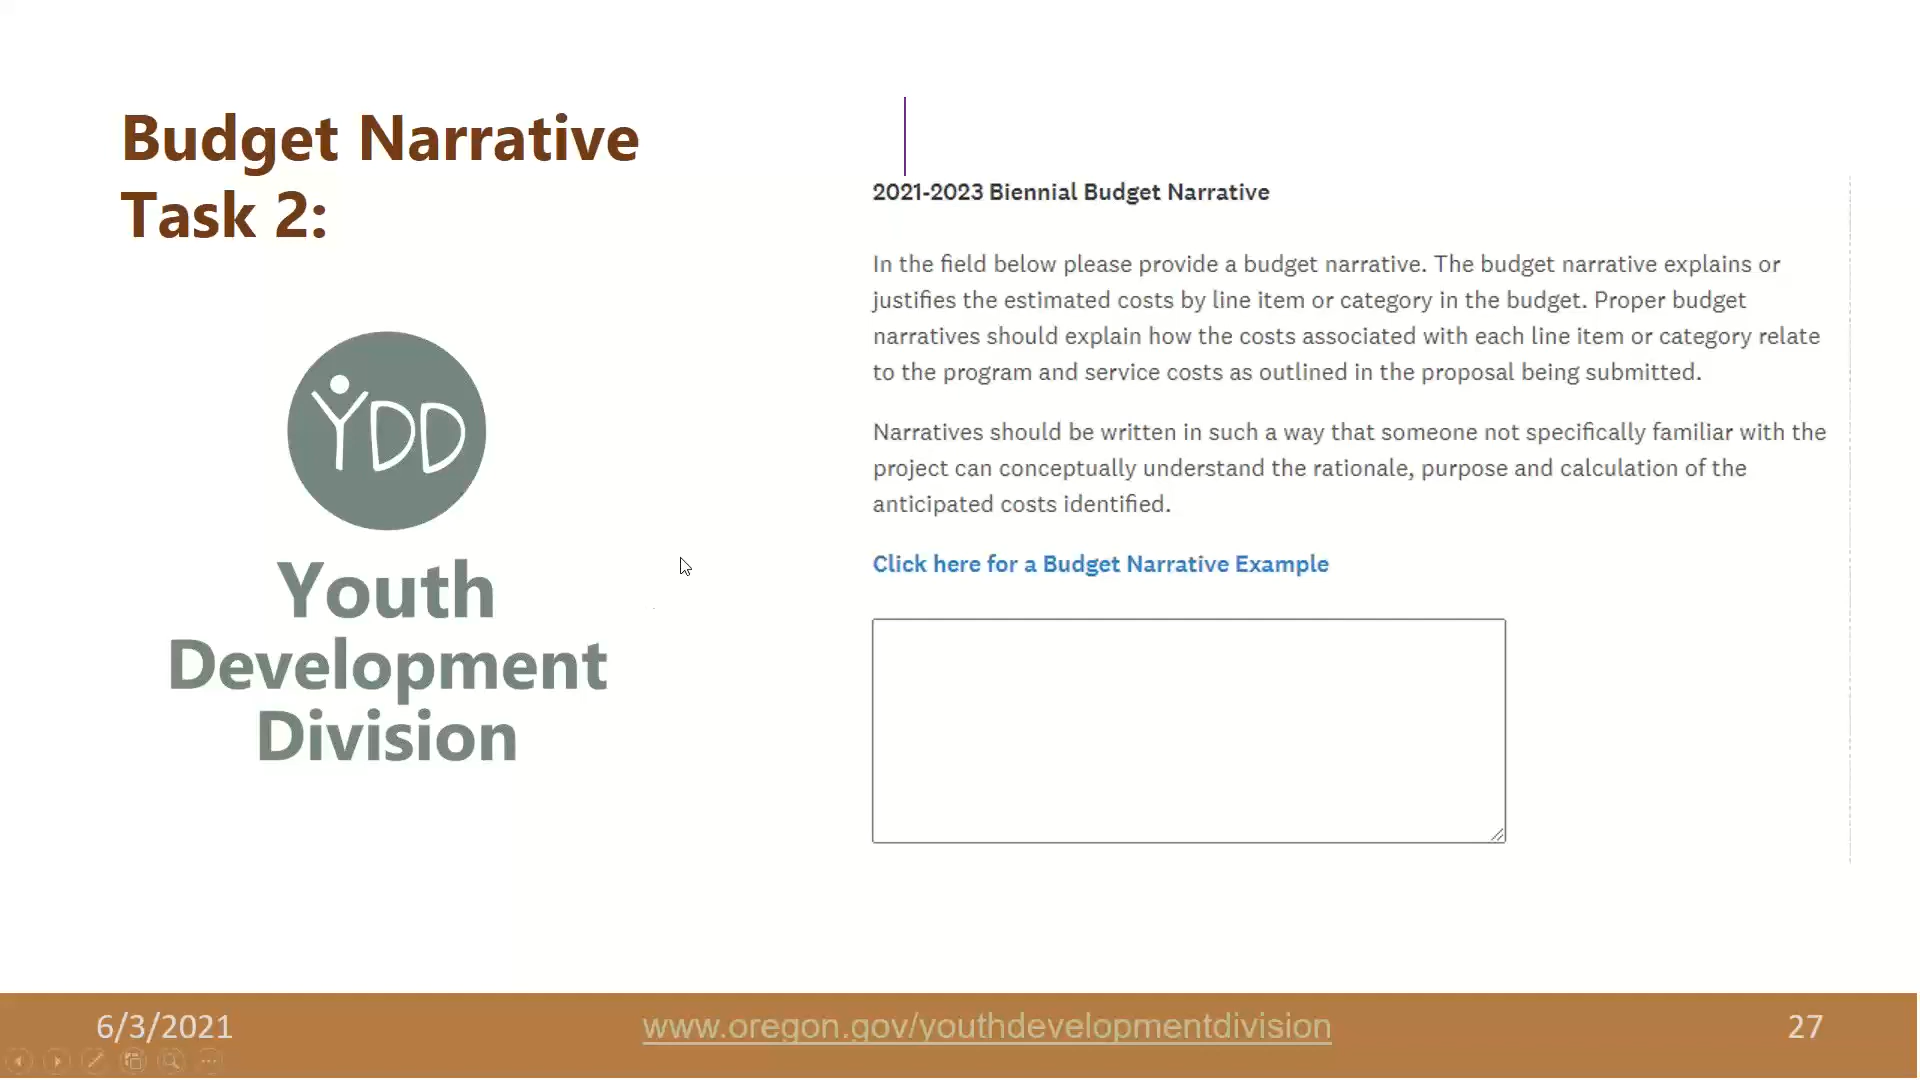 Budget Narrative
Task 2:
YDD
Youth
Development
Division
2021-2023 Biennial Budget Narrative
In the field below please provide a budget narrative. The budget narrative explains or
justifies the estimated costs by line item or category in the budget. Proper budget
narratives should explain how the costs associated with each line item or category relate
to the program and service costs as outlined in the proposal being submitted.
Narratives should be written in such a way that someone not specifically familiar with the
project can conceptually understand the rationale, purpose and calculation of the
anticipated costs identified.
Click here for a Budget Narrative Example
6/3/2021
www.oregon.gov/youthdevelopmentdivision
27